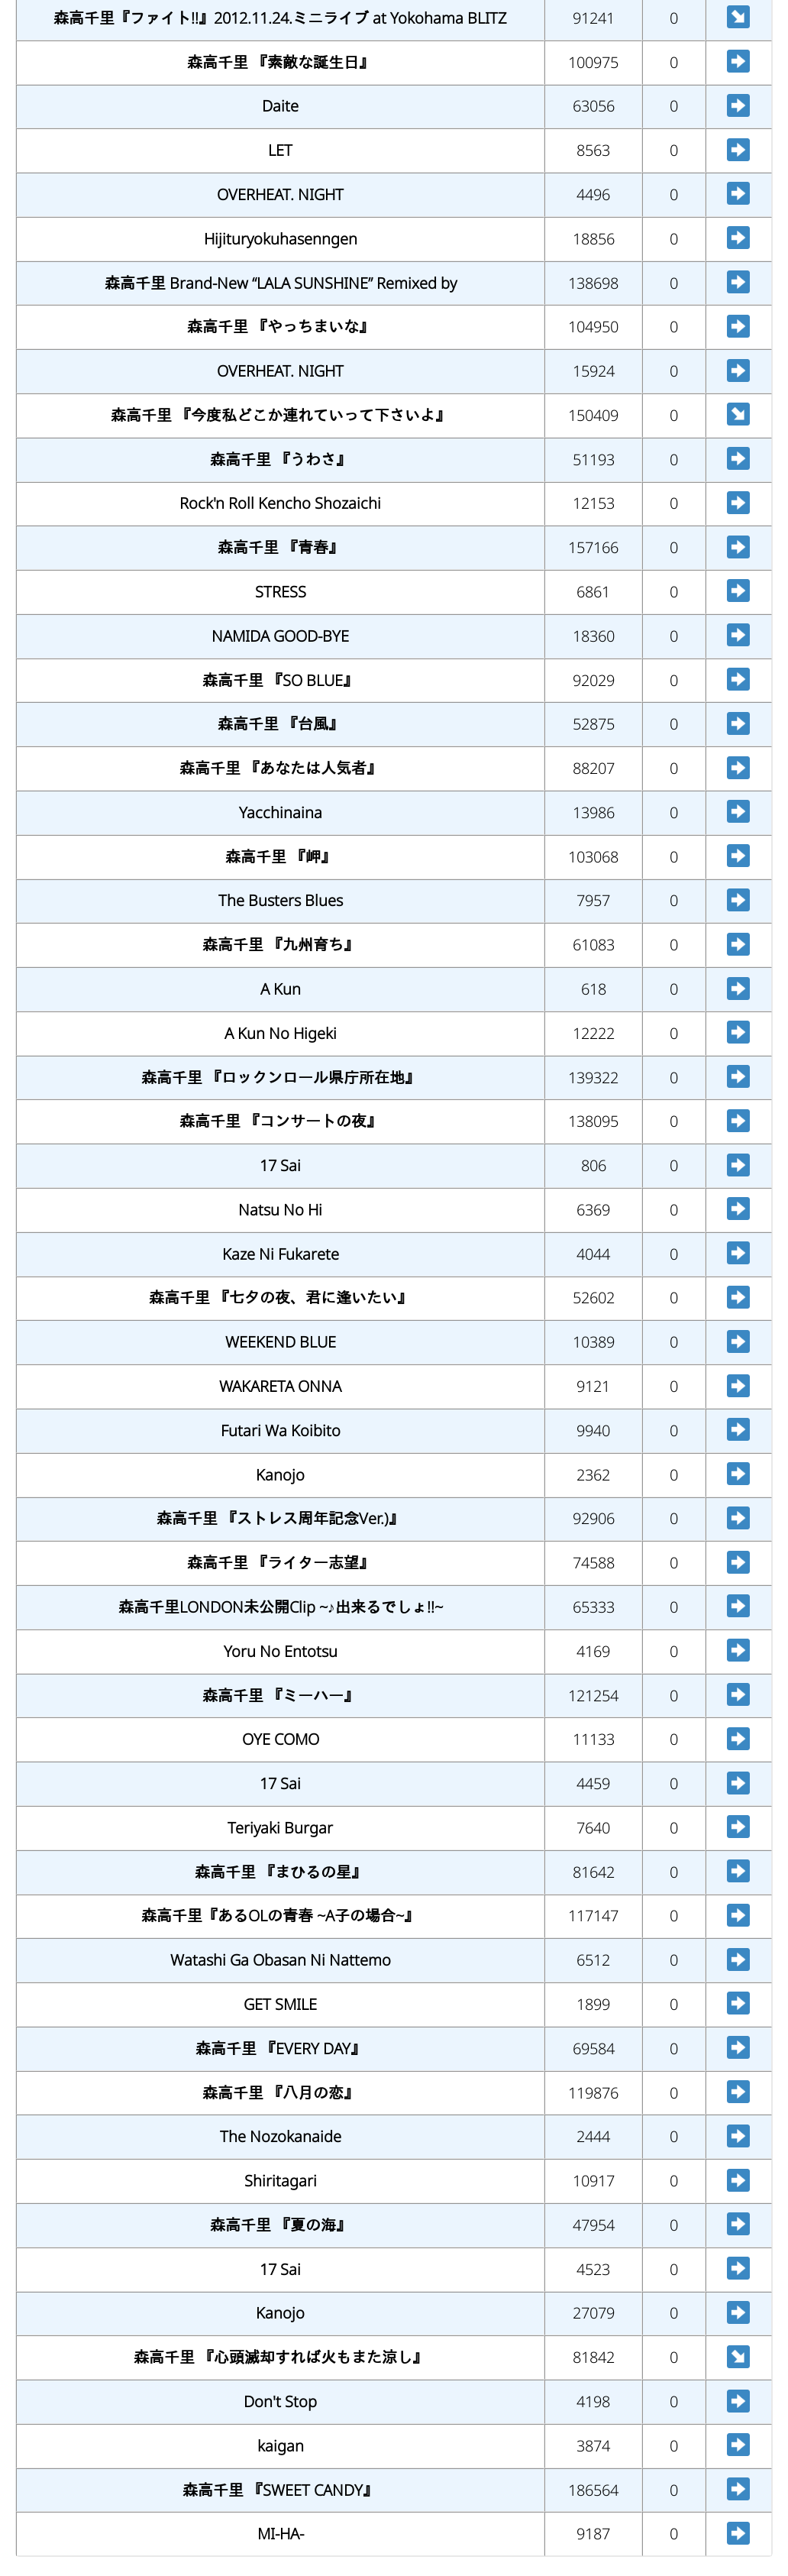 森高千里『ファイト!!』2012.11.24.ミニライブ at Yokohama BLITZ 91241 0
森高千里 『素敵な誕生日』 100975 0
Daite 63056 0
LET 8563 0
OVERHEAT. NIGHT 4496 0
Hijituryokuhasenngen 18856 0
森高千里 Brand-New “LALA SUNSHINE” Remixed by 138698 0
森高千里 『やっちまいな』 104950 0
OVERHEAT. NIGHT 15924 0
森高千里 『今度私どこか連れていって下さいよ』 150409 0
森高千里 『うわさ』 51193 0
Rock'n Roll Kencho Shozaichi 12153 0
森高千里 『青春』 157166 0
STRESS 6861 0
NAMIDA GOOD-BYE 18360 0
森高千里 『SO BLUE』 92029 0
森高千里 『台風』 52875 0
森高千里 『あなたは人気者』 88207 0
Yacchinaina 13986 0
森高千里 『岬』 103068 0
The Busters Blues 7957 0
森高千里 『九州育ち』 61083 0
A Kun 618 0
A Kun No Higeki 12222 0
森高千里 『ロックンロール県庁所在地』 139322 0
森高千里 『コンサートの夜』 138095 0
17 Sai 806 0
Natsu No Hi 6369 0
Kaze Ni Fukarete 4044 0
森高千里 『七夕の夜、君に逢いたい』 52602 0
WEEKEND BLUE 10389 0
WAKARETA ONNA 9121 0
Futari Wa Koibito 9940 0
Kanojo 2362 0
森高千里 『ストレス周年記念Ver.)』 92906 0
森高千里 『ライター志望』 74588 0
森高千里LONDON未公開Clip ~♪出来るでしょ!!~ 65333 0
Yoru No Entotsu 4169 0
森高千里 『ミーハー』 121254 0
OYE COMO 11133 0
17 Sai 4459 0
Teriyaki Burgar 7640 0
森高千里 『まひるの星』 81642 0
森高千里『あるOLの青春 ~A子の場合~』 117147 0
Watashi Ga Obasan Ni Nattemo 6512 0
GET SMILE 1899 0
森高千里 『EVERY DAY』 69584 0
森高千里 『八月の恋』 119876 0
The Nozokanaide 2444 0
Shiritagari 10917 0
森高千里 『夏の海』 47954 0
17 Sai 4523 0
Kanojo 27079 0
森高千里 『心頭滅却すれば火もまた涼し』 81842 0
Don't Stop 4198 0
kaigan 3874 0
森高千里 『SWEET CANDY』 186564 0
MI-HA- 9187 0